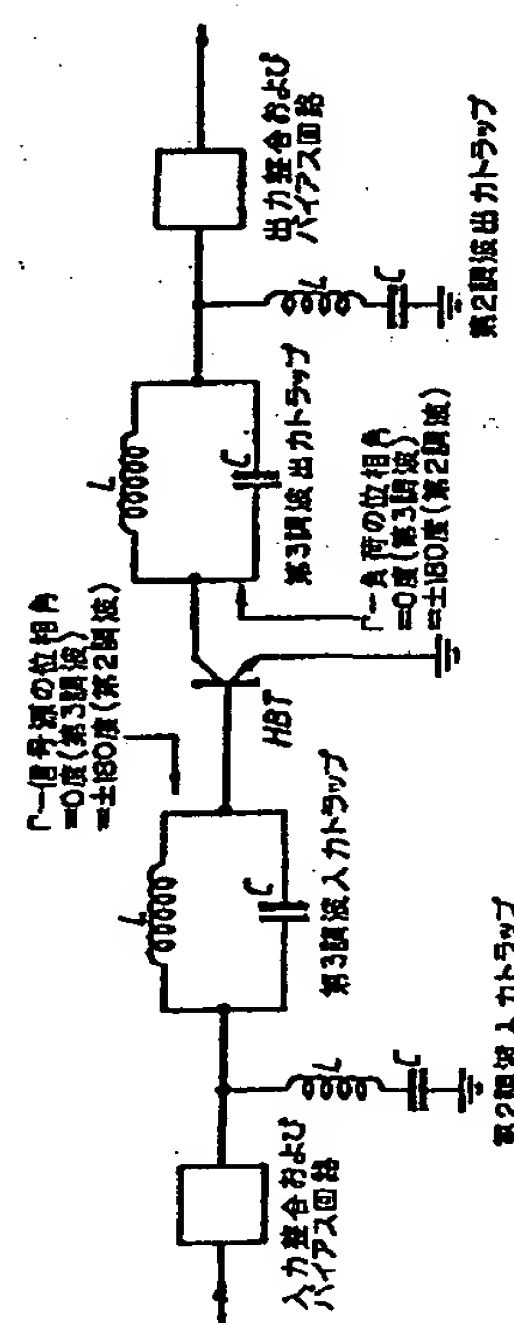 入力整合および
バイアス回路
L
C
第2調波入力トラップ
L
C
第3調波入力トラップ
Γ一信号源の位相角
=0度(第3調波)
=±180度(第2調波)
HBT
L
C
第3調波出力トラップ
Γ一負荷の位相角
=0度(第3調波)
=±180度(第2調波)
L
C
第2調波出力トラップ
出力整合および
バイアス回路